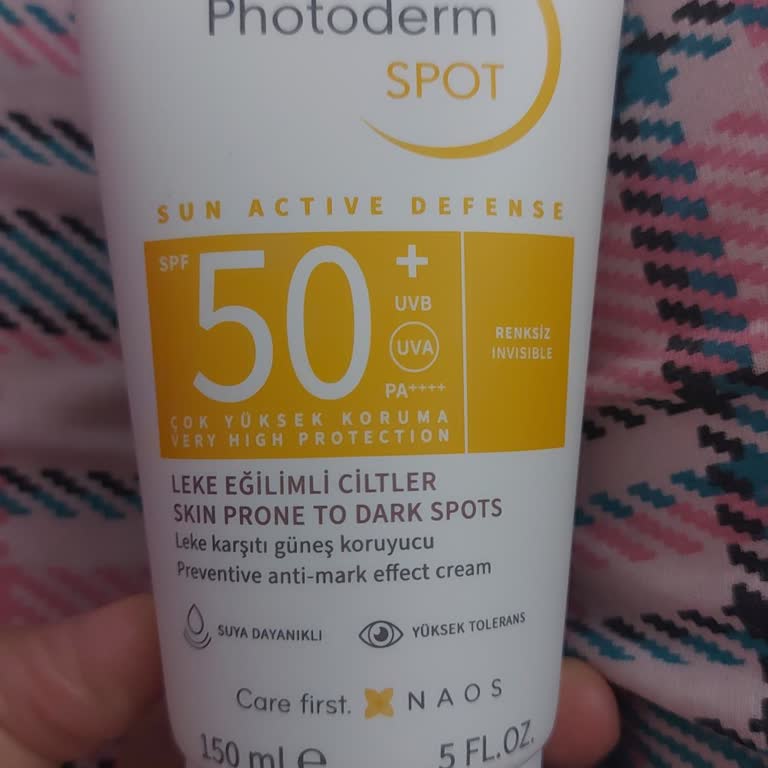 Photoderm
SPOT
SUN ACTIVE DEFENSE
SPF 50+
UVB
UVA
PA++++
ÇOK YÜKSEK KORUMA
VERY HIGH PROTECTION
RENKSİZ
INVISIBLE
LEKE EĞİLİMLİ CİLTLER
SKIN PRONE TO DARK SPOTS
Leke karşıtı güneş koruyucu
Preventive anti-mark effect cream
SUYA DAYANIKLI
YÜKSEK TOLERANS
Care first. NAOS
150 ml ℮ 5 FL.OZ.